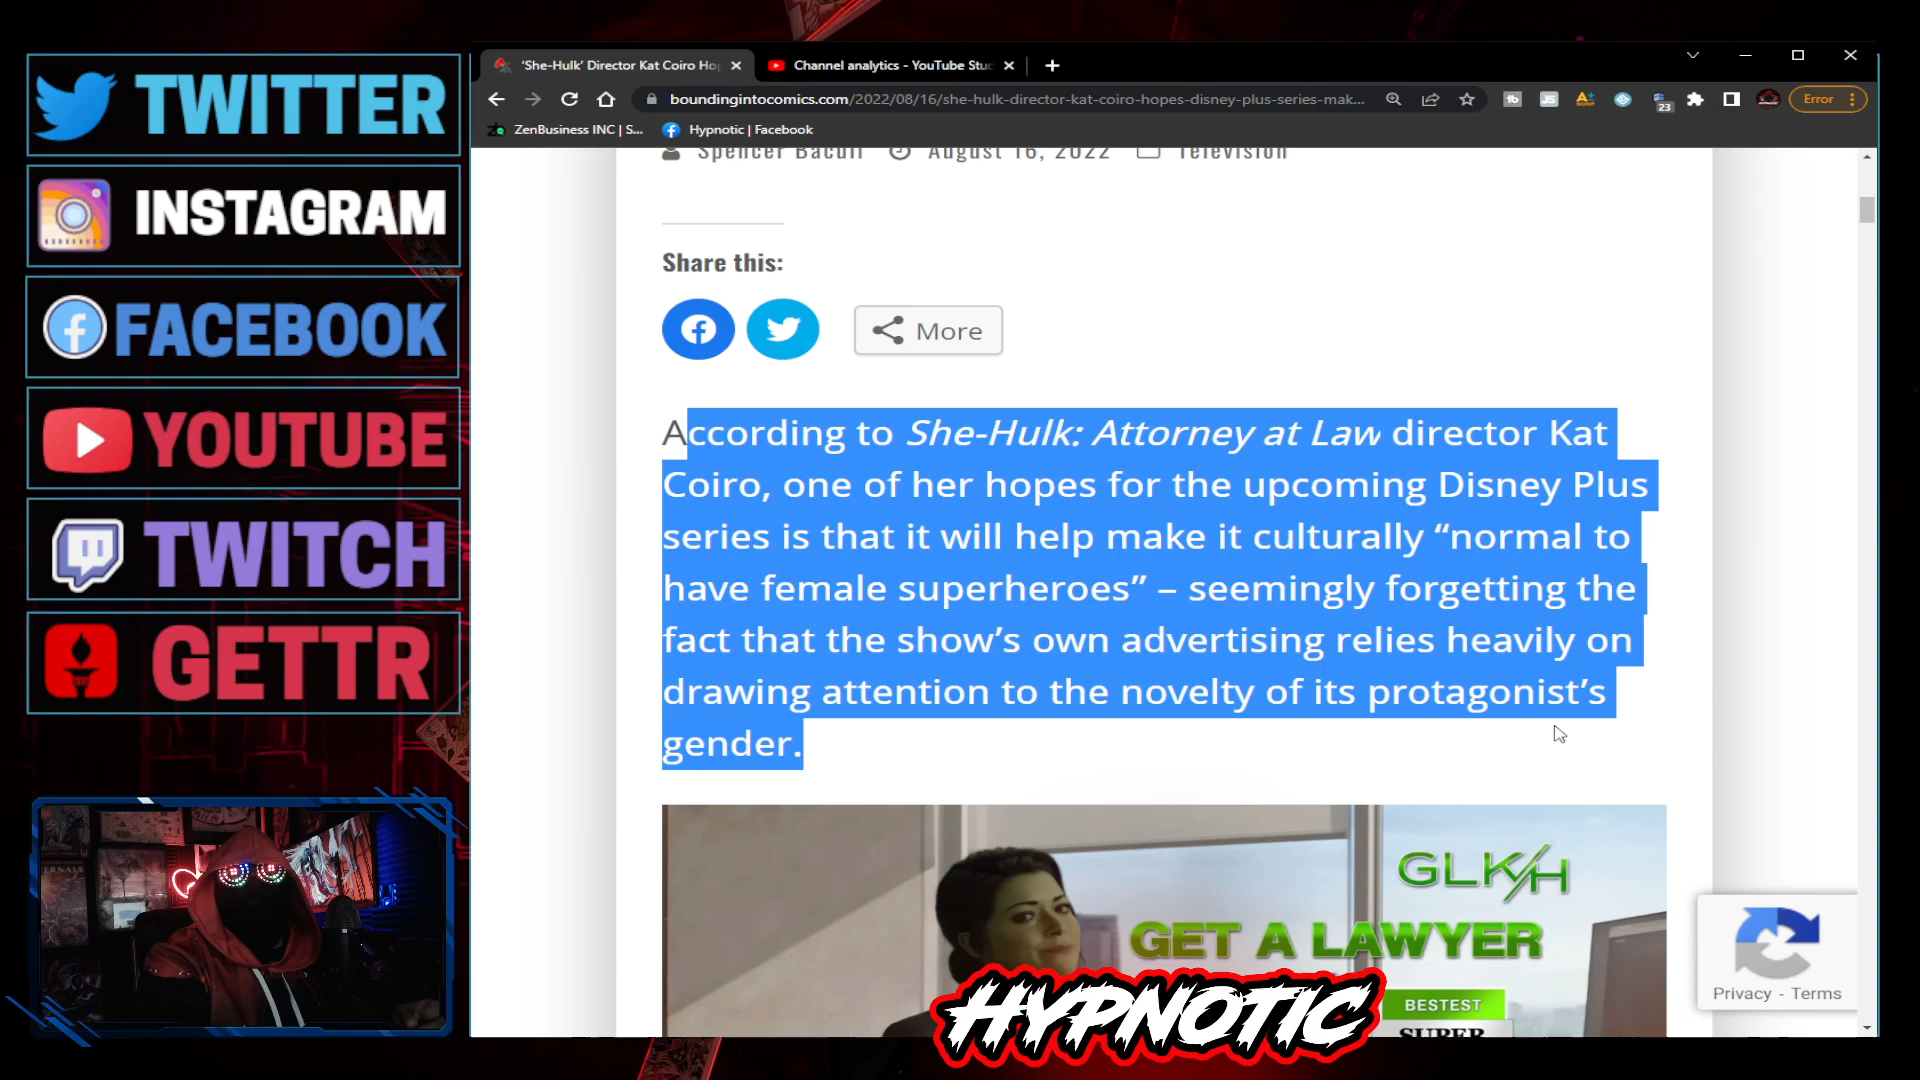 TWITTER
INSTAGRAM
FACEBOOK
YOUTUBE
TWITCH
GETTR
'She-Hulk' Director Kat Coiro Ho
Channel analytics - YouTube Stu
boundingintocomics.com/2022/08/16/she-hulk-director-kat-coiro-hopes-disney-plus-series-mak...
23
Error
ZenBusiness INC | S...
Hypnotic | Facebook
Spencer Baculi
August 16, 2022
Television
Share this:
More
According to She-Hulk: Attorney at Law director Kat
Coiro, one of her hopes for the upcoming Disney Plus
series is that it will help make it culturally “normal to
have female superheroes” – seemingly forgetting the
fact that the show’s own advertising relies heavily on
drawing attention to the novelty of its protagonist’s
gender.
GLK/H
GET A LAWYER
BESTEST
SUPER
HYPNOTIC
Privacy - Terms